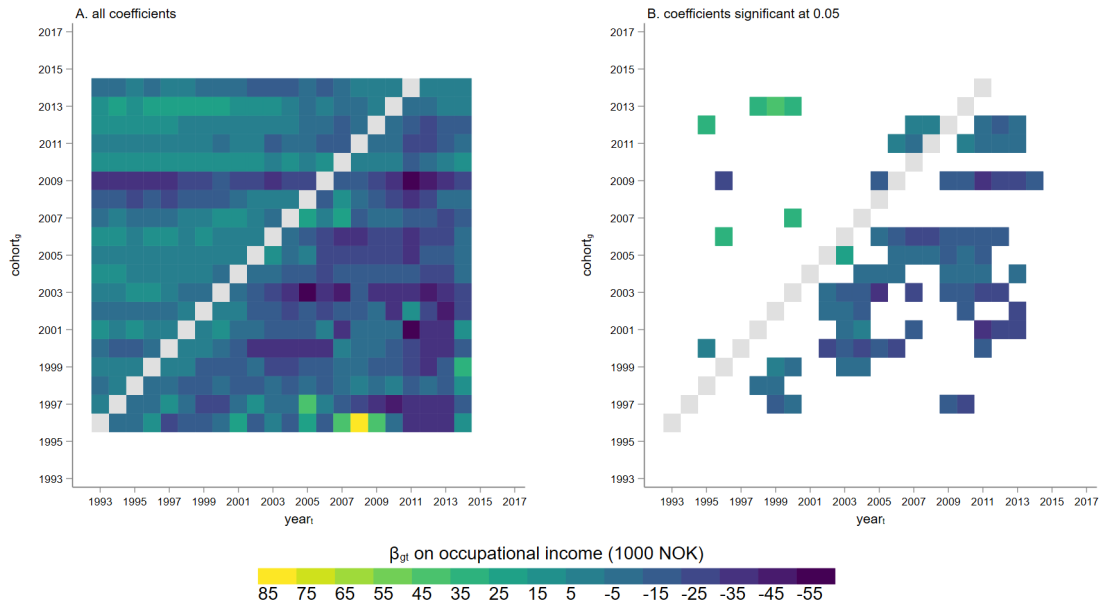 A. all coefficients
B. coefficients significant at 0.05
2017
2015
2013
2011
2009
2007
2005
2003
2001
1999
1997
1995
1993
cohortg
1993 1995 1997 1999 2001 2003 2005 2007 2009 2011 2013 2015 2017
yeart
2017
2015
2013
2011
2009
2007
2005
2003
2001
1999
1997
1995
1993
cohortg
1993 1995 1997 1999 2001 2003 2005 2007 2009 2011 2013 2015 2017
yeart
βgt on occupational income (1000 NOK)
85 75 65 55 45 35 25 15 5 -5 -15 -25 -35 -45 -55